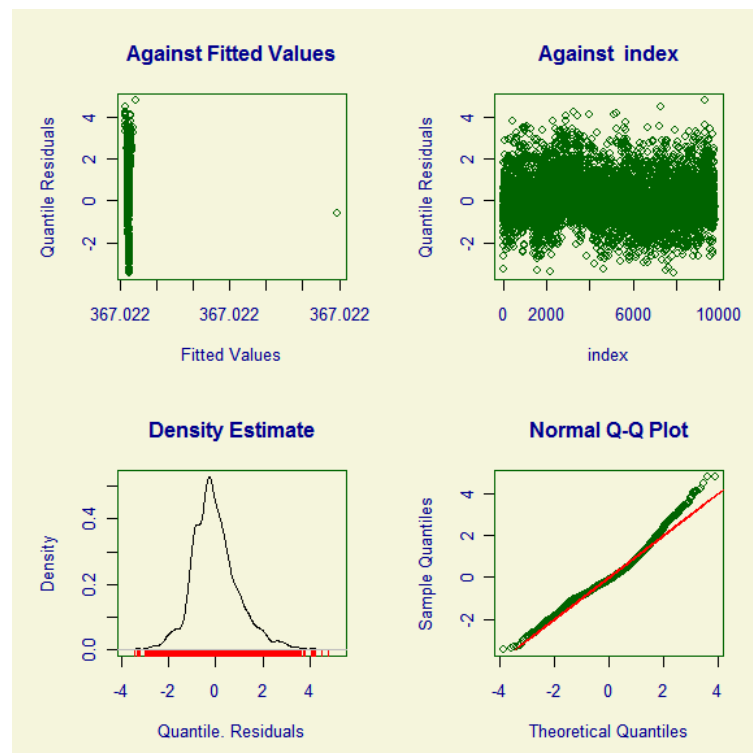 Against Fitted Values
Quantile Residuals
4
2
0
-2
367.022 367.022 367.022
Fitted Values
Against index
Quantile Residuals
4
2
0
-2
0 2000 6000 10000
index
Density Estimate
Density
0.4
0.2
0.0
-4 -2 0 2 4
Quantile. Residuals
Normal Q-Q Plot
Sample Quantiles
4
2
0
-2
-4 -2 0 2 4
Theoretical Quantiles